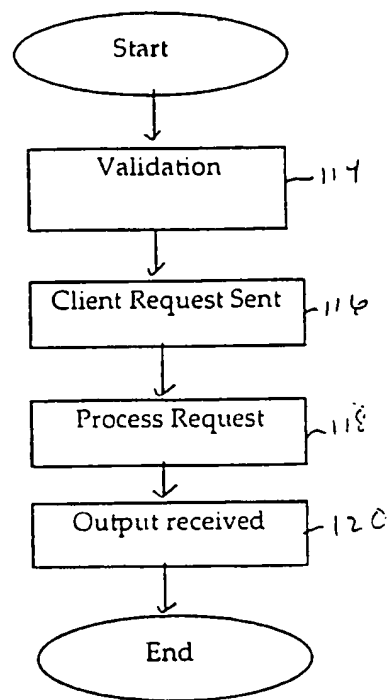 Start
Validation
114
Client Request Sent
116
Process Request
118
Output received
120
End